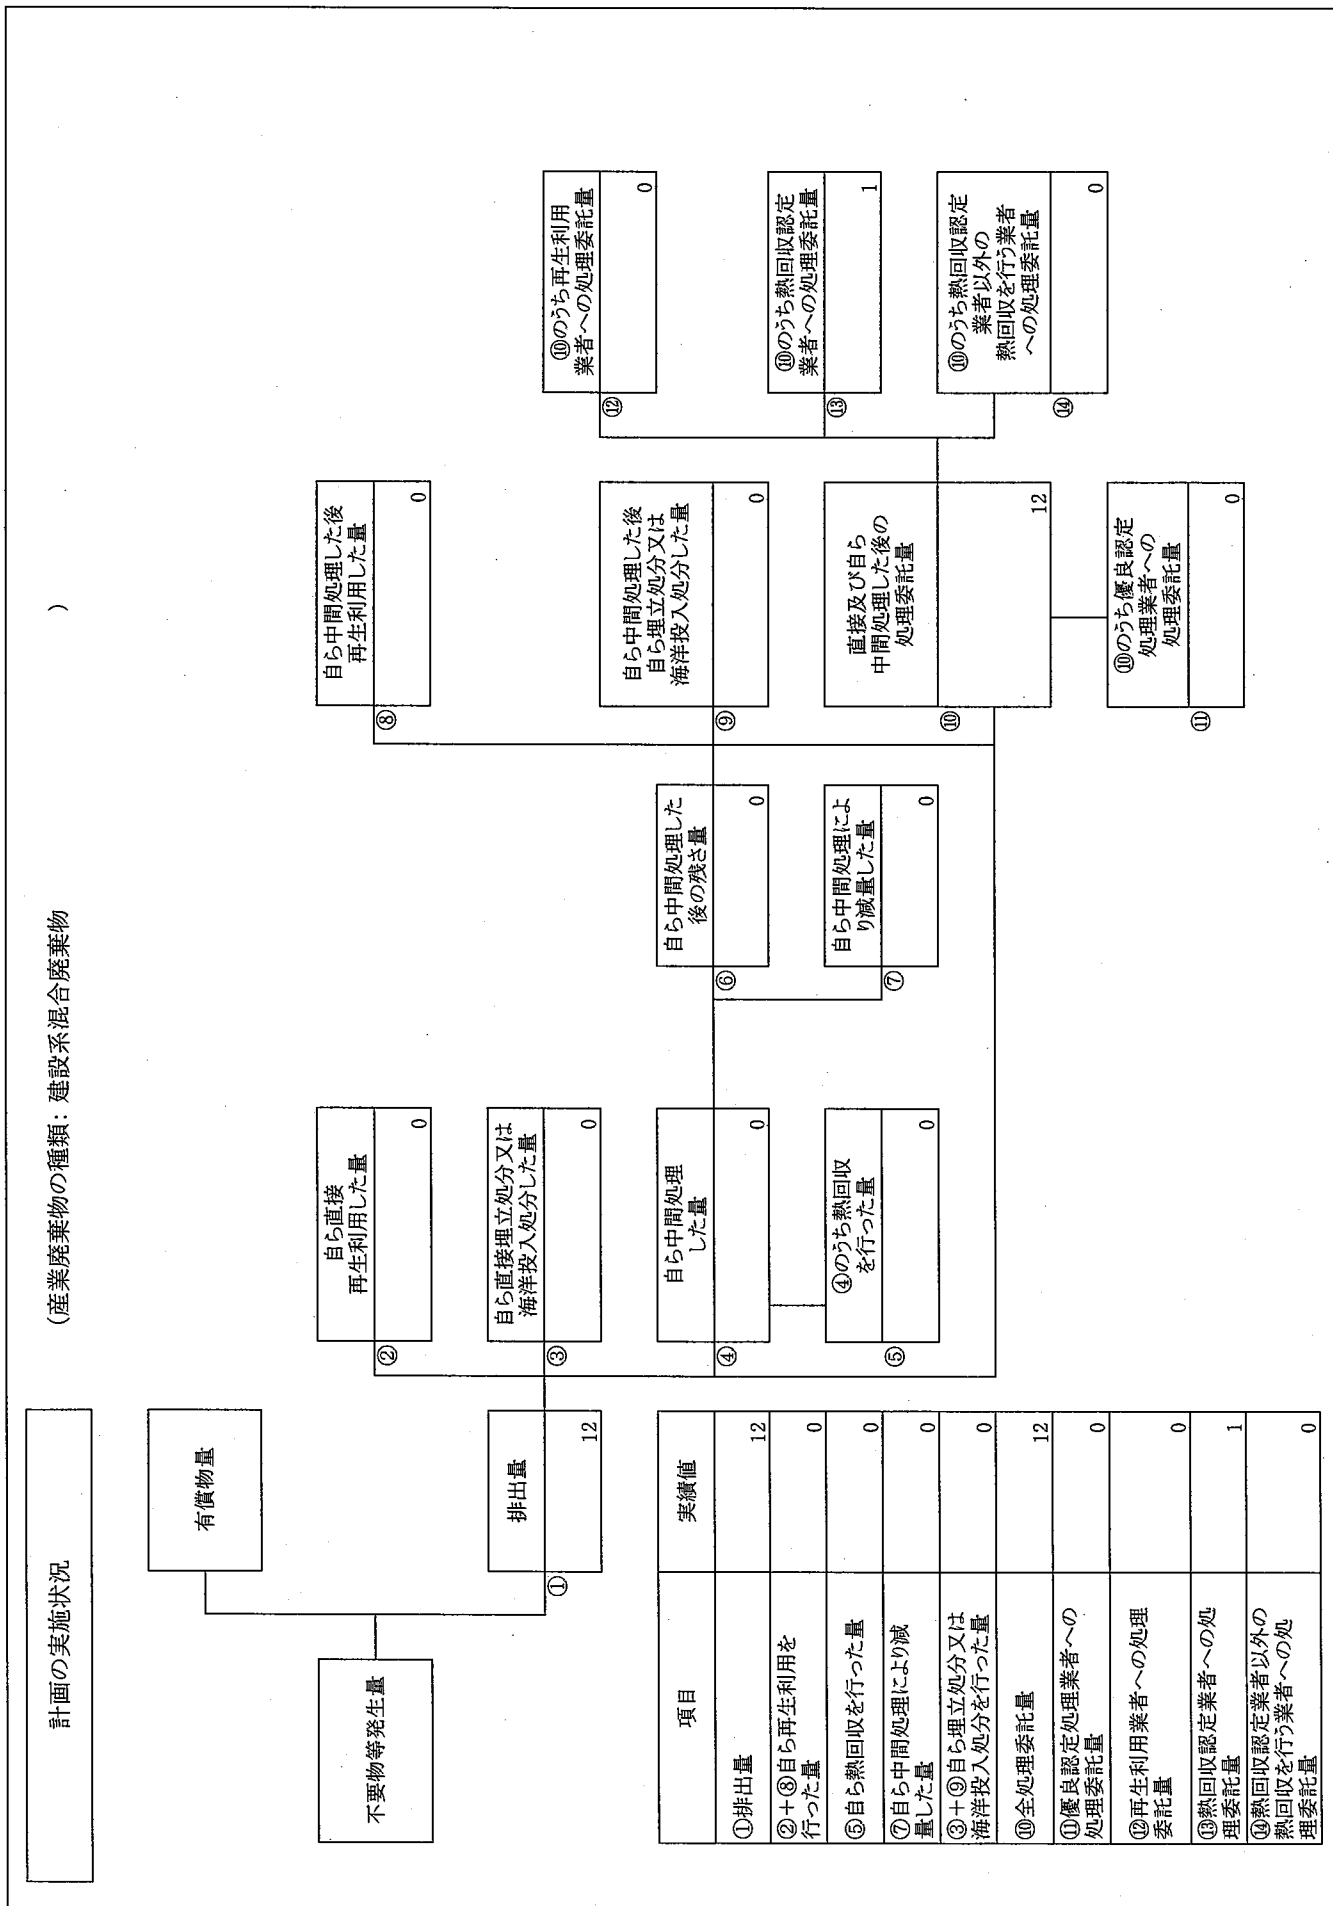 計画の実施状況
(産業廃棄物の種類：建設系混合廃棄物　　　　　　)
不要物等発生量
有償物量
①
排出量
12
②
自ら直接
再生利用した量
0
③
自ら直接埋立処分又は
海洋投入処分した量
0
④
自ら中間処理
した量
0
⑤
④のうち熱回収
を行った量
0
⑥
自ら中間処理した
後の残さ量
0
⑦
自ら中間処理によ
り減量した量
0
⑧
自ら中間処理した後
再生利用した量
0
⑨
自ら中間処理した後
自ら埋立処分又は
海洋投入処分した量
0
⑩
直接及び自ら
中間処理した後の
処理委託量
12
⑪
⑩のうち優良認定
処理業者への
処理委託量
0
⑫
⑩のうち再生利用
業者への処理委託量
0
⑬
⑩のうち熱回収認定
業者への処理委託量
1
⑭
⑩のうち熱回収認定
業者以外の
熱回収を行う業者
への処理委託量
0
項目 実績値
①排出量 12
②+⑧自ら再生利用を
行った量 0
⑤自ら熱回収を行った量 0
⑦自ら中間処理により減
量した量 0
③+⑨自ら埋立処分又は
海洋投入処分を行った量 0
⑩全処理委託量 12
⑪優良認定処理業者への
処理委託量 0
⑫再生利用業者への処理
委託量 0
⑬熱回収認定業者への処
理委託量 1
⑭熱回収認定業者以外の
熱回収を行う業者への処
理委託量 0